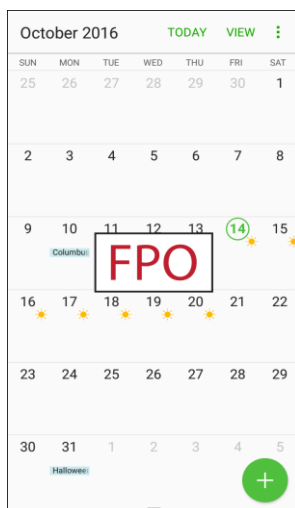 October 2016 TODAY VIEW
SUN MON TUE WED THU FRI SAT
25 26 27 28 29 30 1
2 3 4 5 6 7 8
9 10 11 12 13 14 15
Columbu
FPO
16 17 18 19 20 21 22
23 24 25 26 27 28 29
30 31 1 2 3 4 5
Hallowee
+